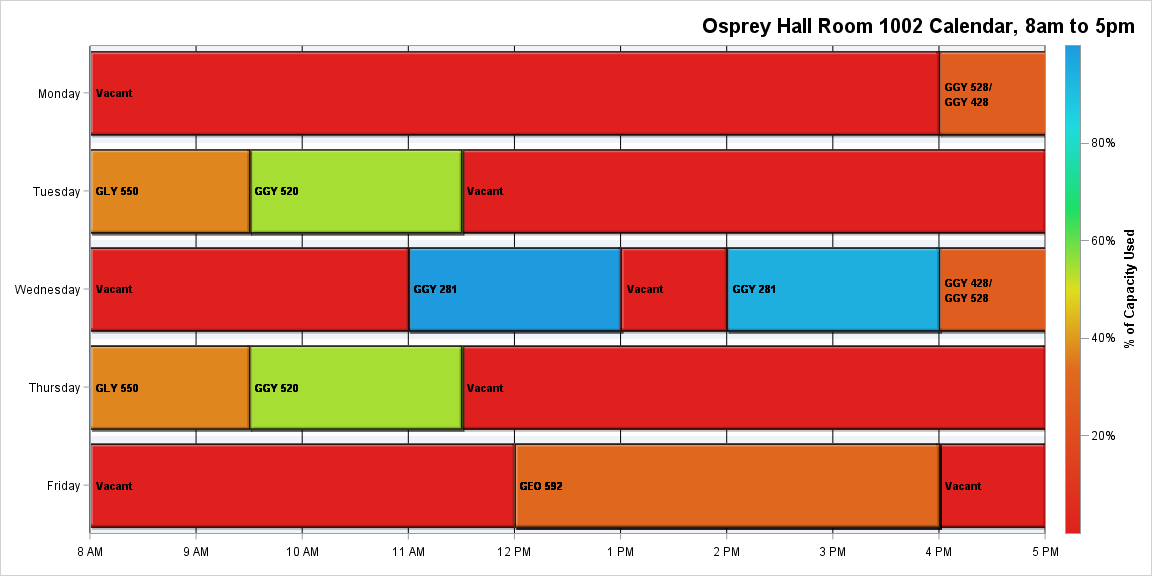 Osprey Hall Room 1002 Calendar, 8am to 5pm
Monday
Vacant
GGY 528/
GGY 428
Tuesday
GLY 550
GGY 520
Vacant
Wednesday
Vacant
GGY 281
Vacant
GGY 281
GGY 428/
GGY 528
Thursday
GLY 550
GGY 520
Vacant
Friday
Vacant
GEO 592
Vacant
8 AM
9 AM
10 AM
11 AM
12 PM
1 PM
2 PM
3 PM
4 PM
5 PM
80%
60%
40%
20%
% of Capacity Used